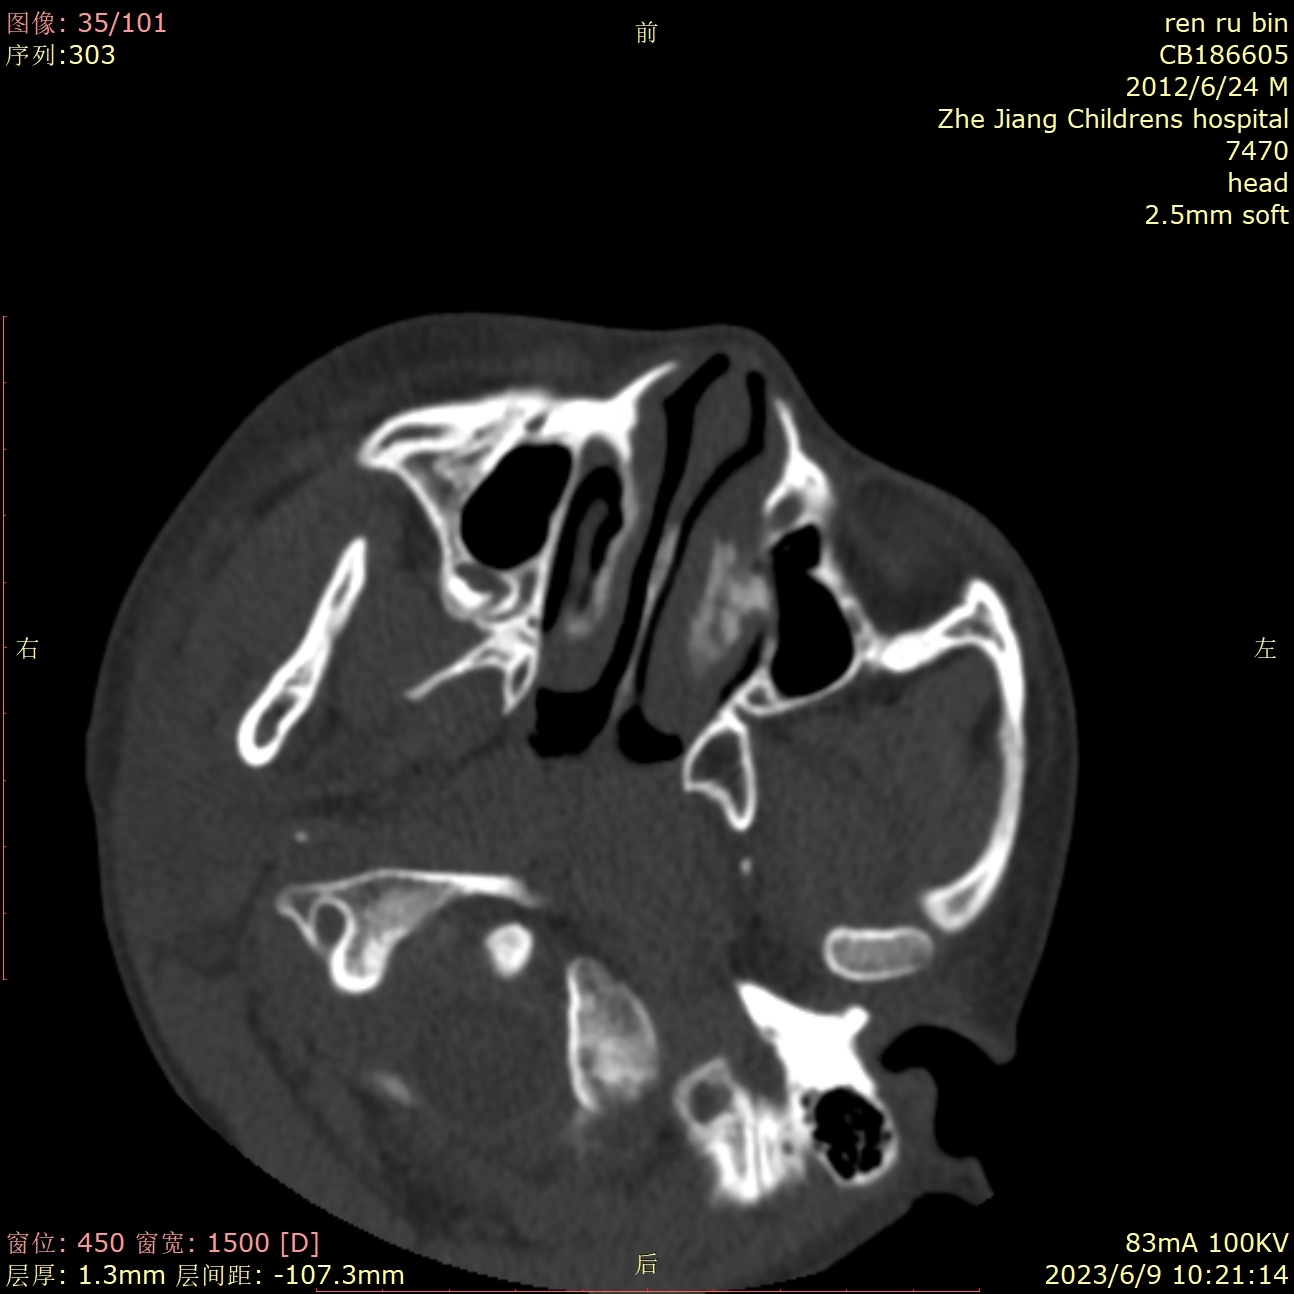 图像: 35/101
序列:303
前
ren ru bin
CB186605
2012/6/24 M
Zhe Jiang Childrens hospital
7470
head
2.5mm soft
右
左
窗位: 450 窗宽: 1500 [D]
层厚: 1.3mm 层间距: -107.3mm
后
83mA 100KV
2023/6/9 10:21:14